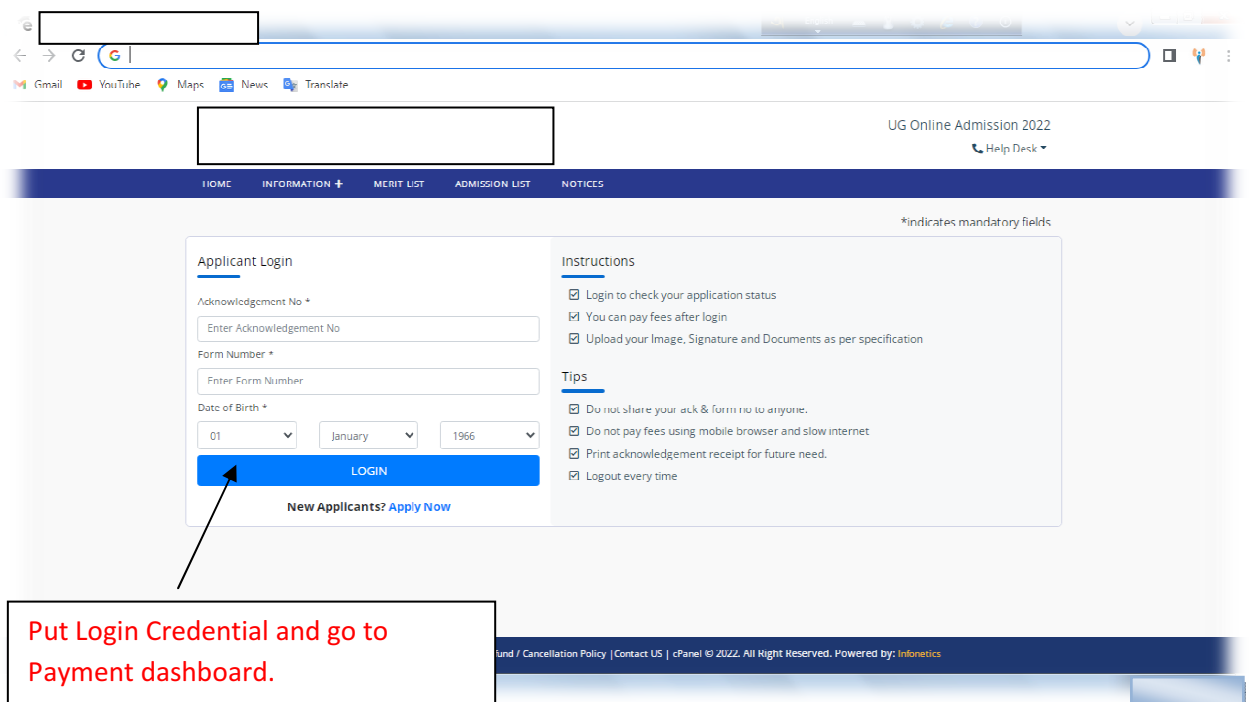 Gmail YouTube Maps News Translate
UG Online Admission 2022
Help Desk
HOME INFORMATION + MERIT LIST ADMISSION LIST NOTICES
*indicates mandatory fields
Applicant Login
Acknowledgement No *
Enter Acknowledgement No
Form Number *
Enter Form Number
Date of Birth *
01 January 1966
LOGIN
New Applicants? Apply Now
Instructions
Login to check your application status
You can pay fees after login
Upload your Image, Signature and Documents as per specification
Tips
Do not share your ack & form no to anyone.
Do not pay fees using mobile browser and slow internet
Print acknowledgement receipt for future need.
Logout every time
Put Login Credential and go to
Payment dashboard.
/ Cancellation Policy |Contact US | cPanel © 2022. All Right Reserved. Powered by: Infonetics